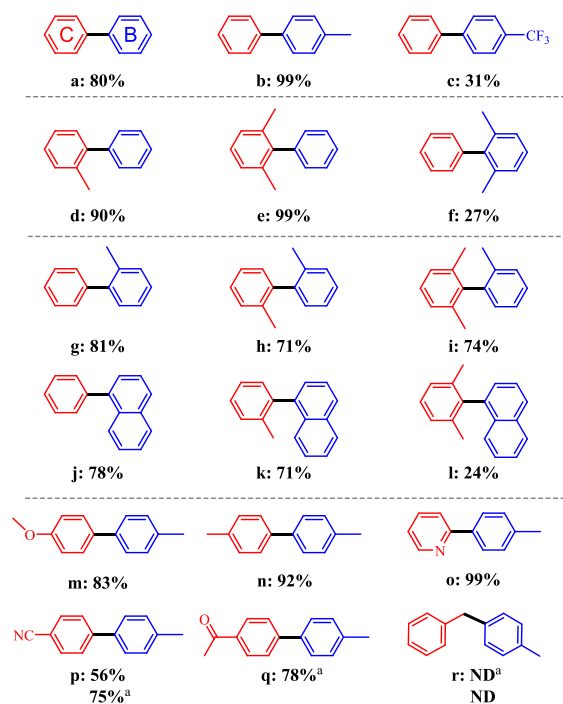 C B
CF3
a: 80% b: 99% c: 31%
d: 90% e: 99% f: 27%
g: 81% h: 71% i: 74%
j: 78% k: 71% l: 24%
O N
m: 83% n: 92% o: 99%
NC O
p: 56% q: 78%a r: NDa
75%a ND